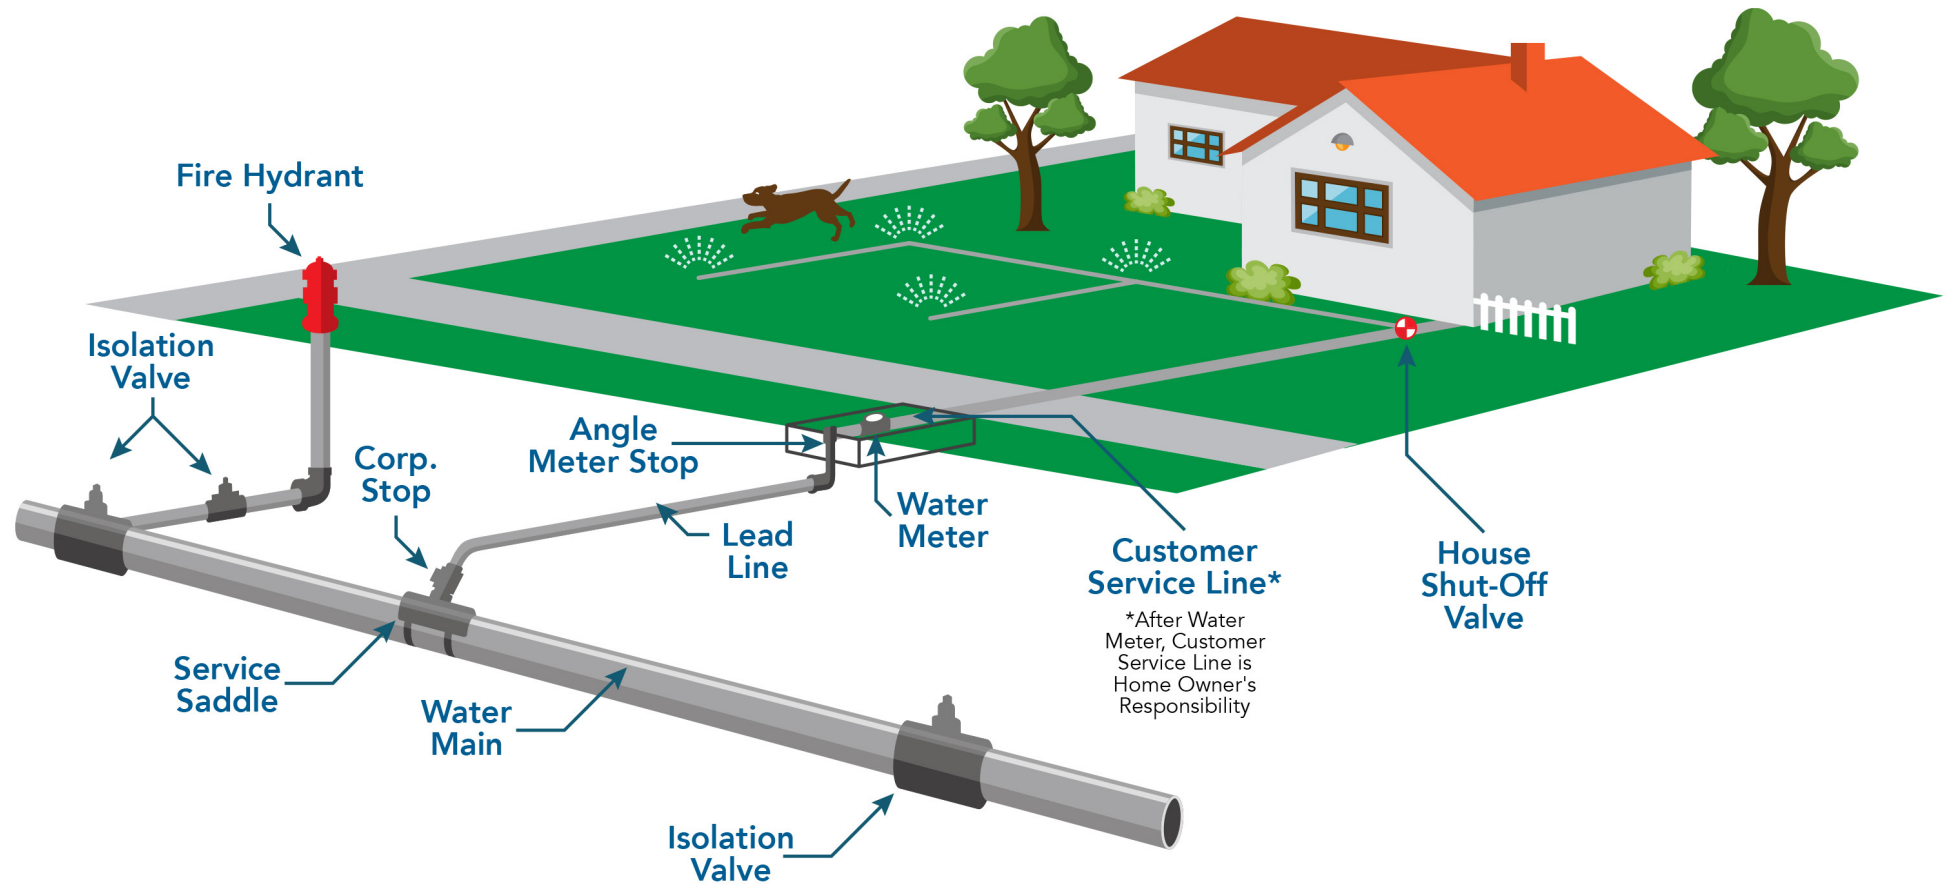 Fire Hydrant
Isolation
Valve
Corp.
Stop
Angle
Meter Stop
Water
Meter
Lead
Line
Customer
Service Line*
*After Water
Meter, Customer
Service Line is
Home Owner's
Responsibility
House
Shut-Off
Valve
Service
Saddle
Water
Main
Isolation
Valve